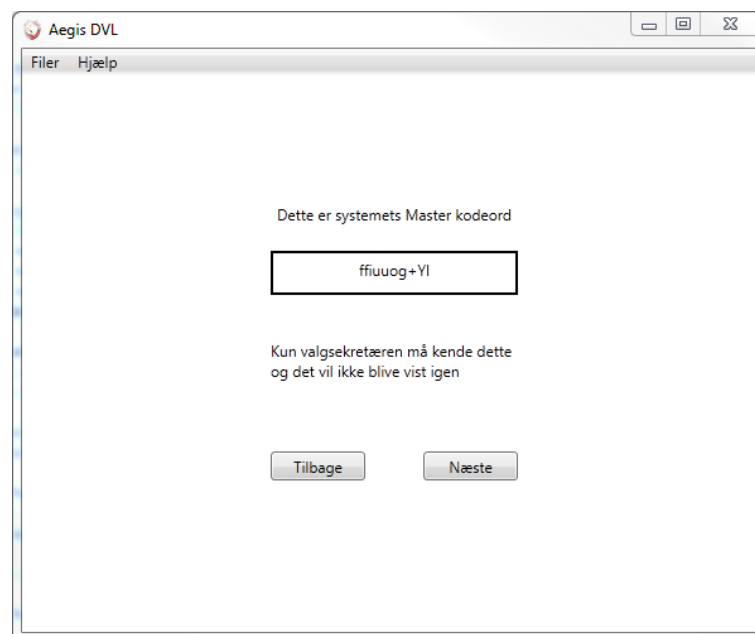 Aegis DVL
Filer Hjælp
Dette er systemets Master kodeord
ffiuuog+YI
Kun valgsekretæren må kende dette
og det vil ikke blive vist igen
Tilbage Næste